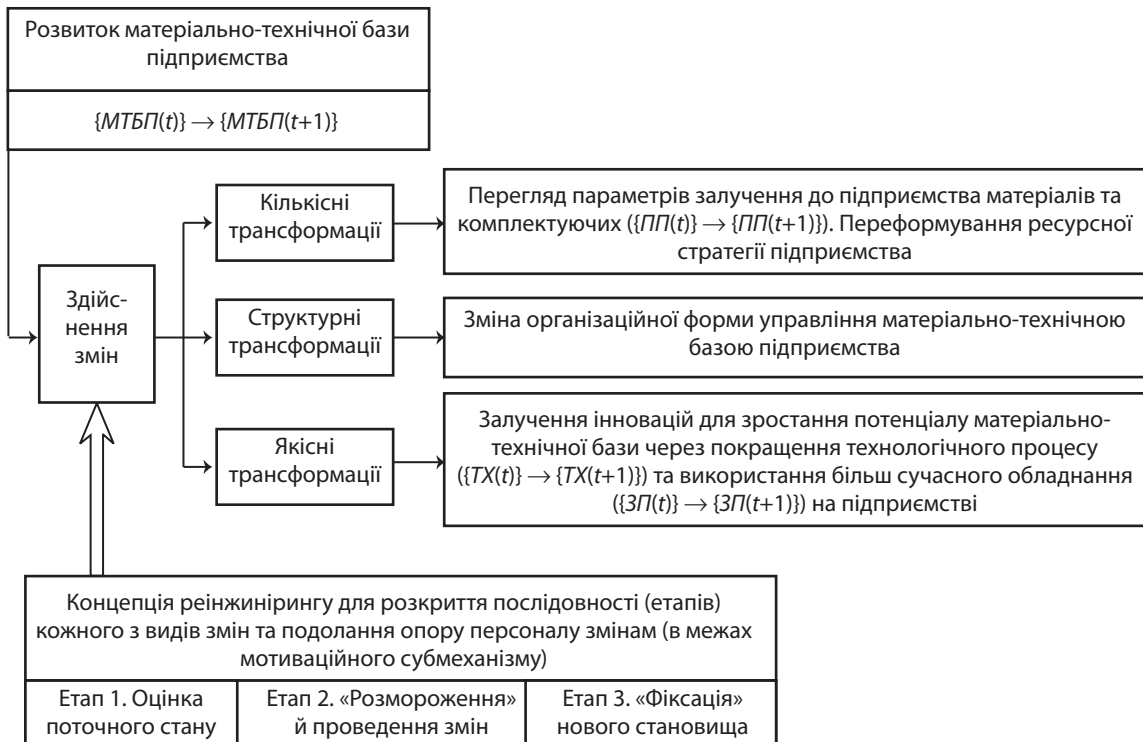 Розвиток матеріально-технічної бази
підприємства
{МТБП(t)} → {МТБП(t+1)}
Кількісні
трансформації
Перегляд параметрів залучення до підприємства матеріалів та
комплектуючих ({ПП(t)} → {ПП(t+1)}). Переформування ресурсної
стратегії підприємства
Здійс-
нення
змін
Структурні
трансформації
Зміна організаційної форми управління матеріально-технічною
базою підприємства
Якісні
трансформації
Залучення інновацій для зростання потенціалу матеріально-
технічної бази через покращення технологічного процесу
({ТХ(t)} → {ТХ(t+1)}) та використання більш сучасного обладнання
({ЗП(t)} → {ЗП(t+1)}) на підприємстві
Концепція реінжинірингу для розкриття послідовності (етапів)
кожного з видів змін та подолання опору персоналу змінам (в межах
мотиваційного субмеханізму)
Етап 1. Оцінка
поточного стану
Етап 2. «Розмороження»
й проведення змін
Етап 3. «Фіксація»
нового становища